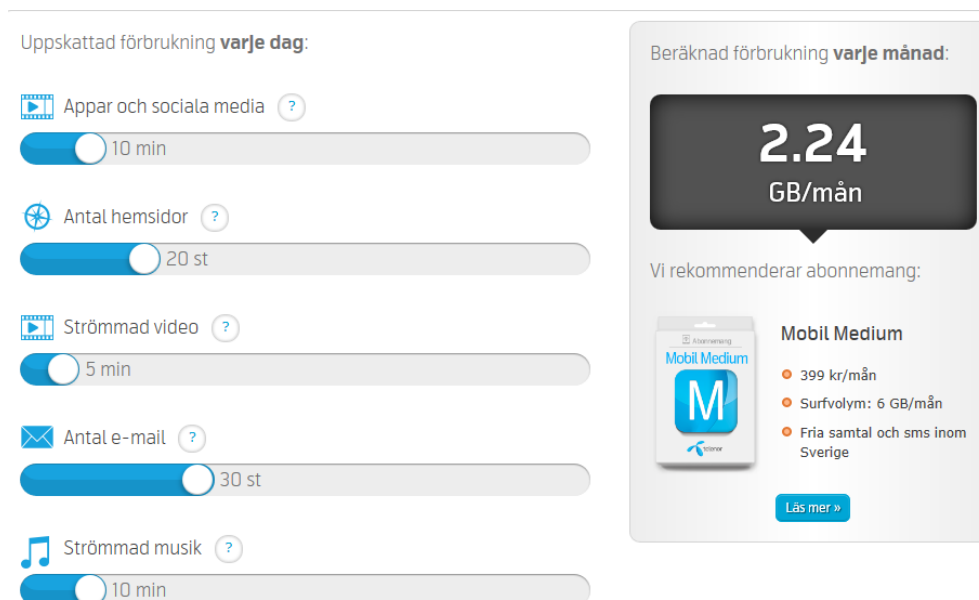 Uppskattad förbrukning varje dag:
Appar och sociala media ?
10 min
Antal hemsidor ?
20 st
Strömmad video ?
5 min
Antal e-mail ?
30 st
Strömmad musik ?
10 min
Beräknad förbrukning varje månad:
2.24
GB/mån
Vi rekommenderar abonnemang:
Abonnemang
Mobil Medium
M
telenor
Mobil Medium
399 kr/mån
Surfvolym: 6 GB/mån
Fria samtal och sms inom
Sverige
Läs mer »